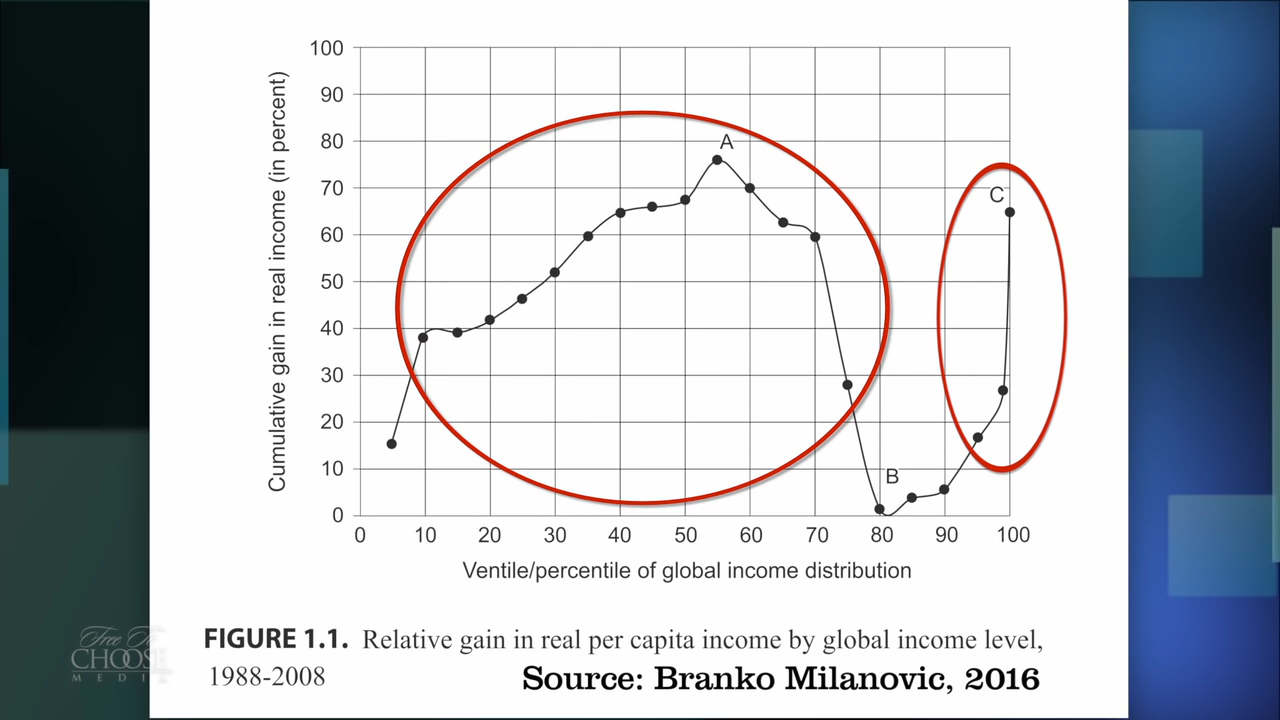 100
90
80
70
60
50
40
30
20
10
0
Cumulative gain in real income (in percent)
A
B
C
0 10 20 30 40 50 60 70 80 90 100
Ventile/percentile of global income distribution
FIGURE 1.1. Relative gain in real per capita income by global income level,
1988-2008
Source: Branko Milanovic, 2016
Free To
CHOOSE
MEDIA